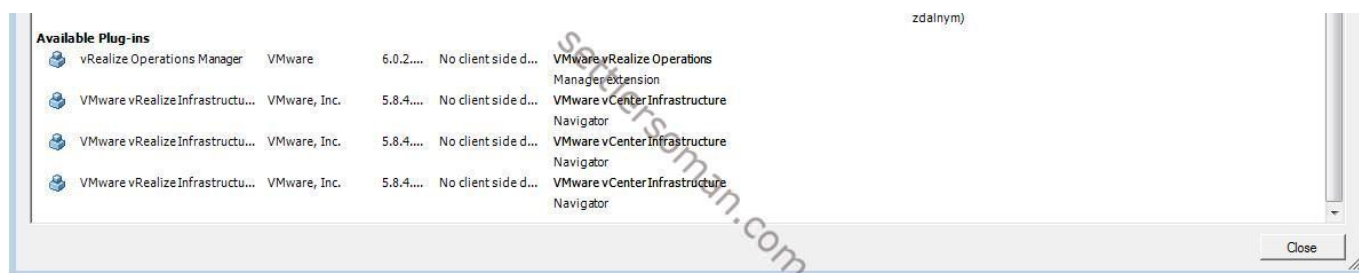 zdalnym)
Available Plug-ins
vRealize Operations Manager VMware 6.0.2.... No client side d... VMware vRealize Operations
Manager extension
VMware vRealize Infrastructu... VMware, Inc. 5.8.4.... No client side d... VMware vCenter Infrastructure
Navigator
VMware vRealize Infrastructu... VMware, Inc. 5.8.4.... No client side d... VMware vCenter Infrastructure
Navigator
VMware vRealize Infrastructu... VMware, Inc. 5.8.4.... No client side d... VMware vCenter Infrastructure
Navigator
settlersoman.com
Close